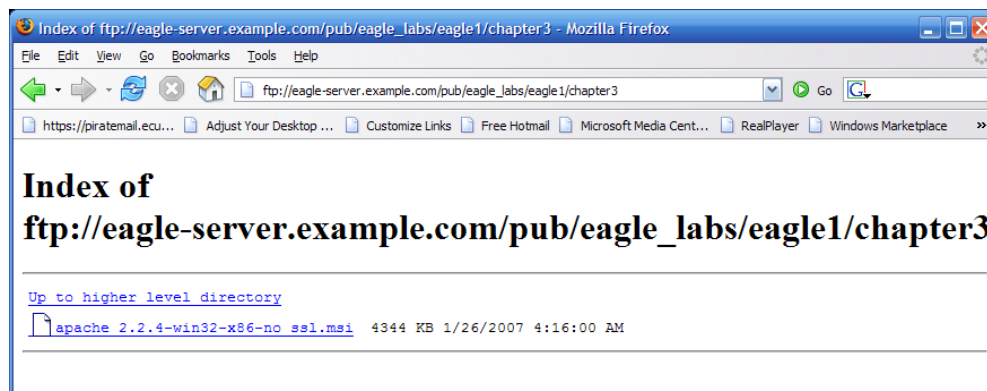 Index of ftp://eagle-server.example.com/pub/eagle_labs/eagle1/chapter3 - Mozilla Firefox
File Edit View Go Bookmarks Tools Help
ftp://eagle-server.example.com/pub/eagle_labs/eagle1/chapter3 Go G
https://piratemail.ecu... Adjust Your Desktop ... Customize Links Free Hotmail Microsoft Media Cent... RealPlayer Windows Marketplace »
Index of
ftp://eagle-server.example.com/pub/eagle_labs/eagle1/chapter3
Up to higher level directory
apache 2.2.4-win32-x86-no ssl.msi 4344 KB 1/26/2007 4:16:00 AM